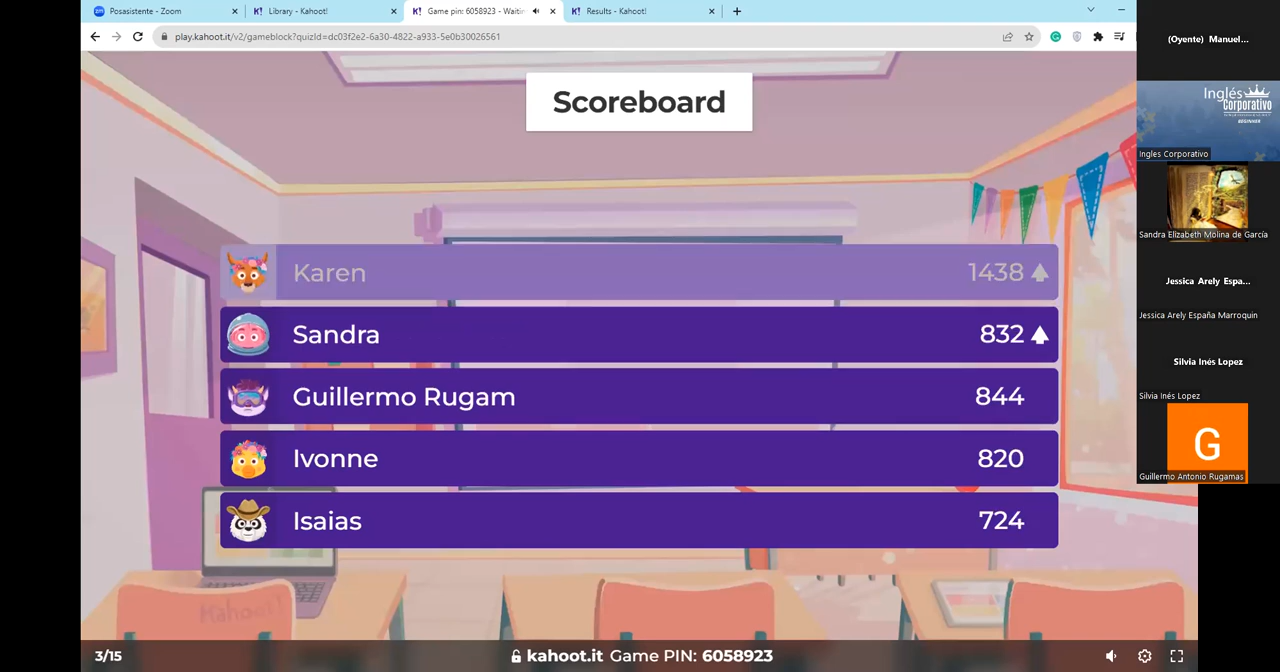 Posasistente - Zoom
Library - Kahoot!
Game pin: 6058923 - Waitin
Results - Kahoot!
play.kahoot.it/v2/gameblock?quizId=dc03f2e2-6a30-4822-a933-5e0b30026561
Scoreboard
Karen 1438
Sandra 832
Guillermo Rugam 844
Ivonne 820
Isaias 724
Kahoot!
3/15
kahoot.it Game PIN: 6058923
(Oyente) Manuel...
Inglés
Corporativo
BEGINNER
Ingles Corporativo
Sandra Elizabeth Molina de García
Jessica Arely Espa...
Jessica Arely España Marroquin
Silvia Inés Lopez
Silvia Inés Lopez
G
Guillermo Antonio Rugamas